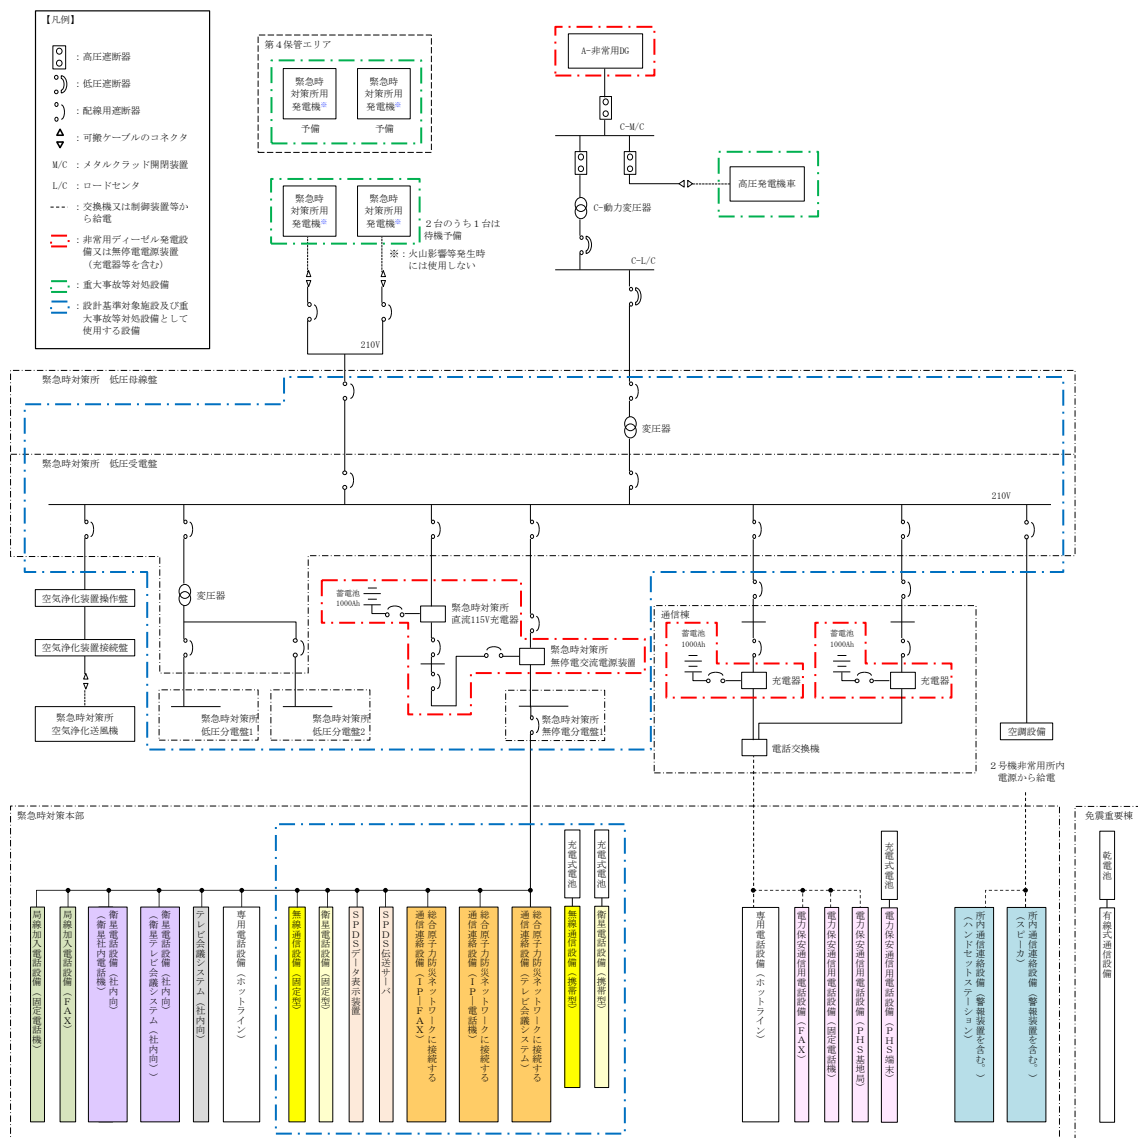 【凡例】
：高圧遮断器
：低圧遮断器
：配線用遮断器
：可搬ケーブルのコネクタ
M/C ：メタルクラッド開閉装置
L/C ：ロードセンタ
：交換機又は制御装置等か
ら給電
：非常用ディーゼル発電設
備又は無停電電源装置
（充電器等を含む）
：重大事故等対処設備
：設計基準対象施設及び重
大事故等対処設備として
使用する設備
第４保管エリア
緊急時
対策所用
発電機※
予備
緊急時
対策所用
発電機※
予備
緊急時
対策所用
発電機※
緊急時
対策所用
発電機※
２台のうち１台は
待機予備
※：火山影響等発生時
には使用しない
210V
A-非常用DG
C-M/C
高圧発電機車
C-動力変圧器
C-L/C
緊急時対策所　低圧母線盤
変圧器
緊急時対策所　低圧受電盤
210V
空気浄化装置操作盤
空気浄化装置接続盤
緊急時対策所
空気浄化送風機
変圧器
緊急時対策所
低圧分電盤1
緊急時対策所
低圧分電盤2
蓄電池
1000Ah
緊急時対策所
直流115V充電器
緊急時対策所
無停電交流電源装置
緊急時対策所
無停電分電盤1
通信棟
蓄電池
1000Ah
充電器
蓄電池
1000Ah
充電器
電話交換機
空調設備
２号機非常用所内
電源から給電
緊急時対策本部
局線加入電話設備（固定電話機）
局線加入電話設備（FAX）
衛星電話設備（社内向）
（衛星社内電話機）
衛星電話設備（社内向）
（衛星テレビ会議システム（社内向））
テレビ会議システム（社内向）
専用電話設備（ホットライン）
無線通信設備（固定型）
衛星電話設備（固定型）
SPDSデータ表示装置
SPDS伝送サーバ
総合原子力防災ネットワークに接続する
通信連絡設備（IP－FAX）
総合原子力防災ネットワークに接続する
通信連絡設備（IP－電話機）
総合原子力防災ネットワークに接続する
通信連絡設備（テレビ会議システム）
充電式電池
無線通信設備（携帯型）
充電式電池
衛星電話設備（携帯型）
専用電話設備（ホットライン）
電力保安通信用電話設備（FAX）
電力保安通信用電話設備（固定電話機）
電力保安通信用電話設備（PHS基地局）
充電式電池
電力保安通信用電話設備（PHS端末）
所内通信連絡設備（警報装置を含む。）
（ハンドセットステーション）
所内通信連絡設備（警報装置を含む。）
（スピーカ）
免震重要棟
乾電池
有線式通信設備